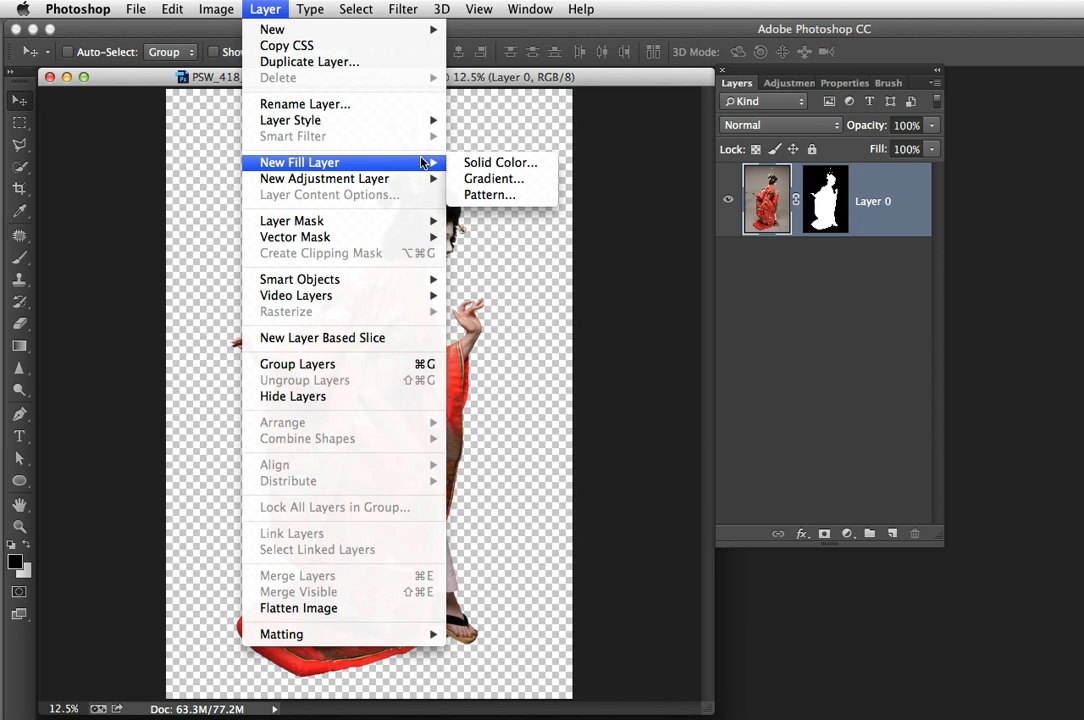 Photoshop File Edit Image Layer Type Select Filter 3D View Window Help
Adobe Photoshop CC
Auto-Select: Group Show 3D Mode:
PSW_418_ @ 12.5% (Layer 0, RGB/8)
New
Copy CSS
Duplicate Layer...
Delete
Rename Layer...
Layer Style
Smart Filter
New Fill Layer
New Adjustment Layer
Layer Content Options...
Layer Mask
Vector Mask
Create Clipping Mask ⌥⌘G
Smart Objects
Video Layers
Rasterize
New Layer Based Slice
Group Layers ⌘G
Ungroup Layers ⇧⌘G
Hide Layers
Arrange
Combine Shapes
Align
Distribute
Lock All Layers in Group...
Link Layers
Select Linked Layers
Merge Layers ⌘E
Merge Visible ⇧⌘E
Flatten Image
Matting
Solid Color...
Gradient...
Pattern...
Layers Adjustmen Properties Brush
Kind
Normal Opacity: 100%
Lock: Fill: 100%
Layer 0
fx
12.5% Doc: 63.3M/77.2M